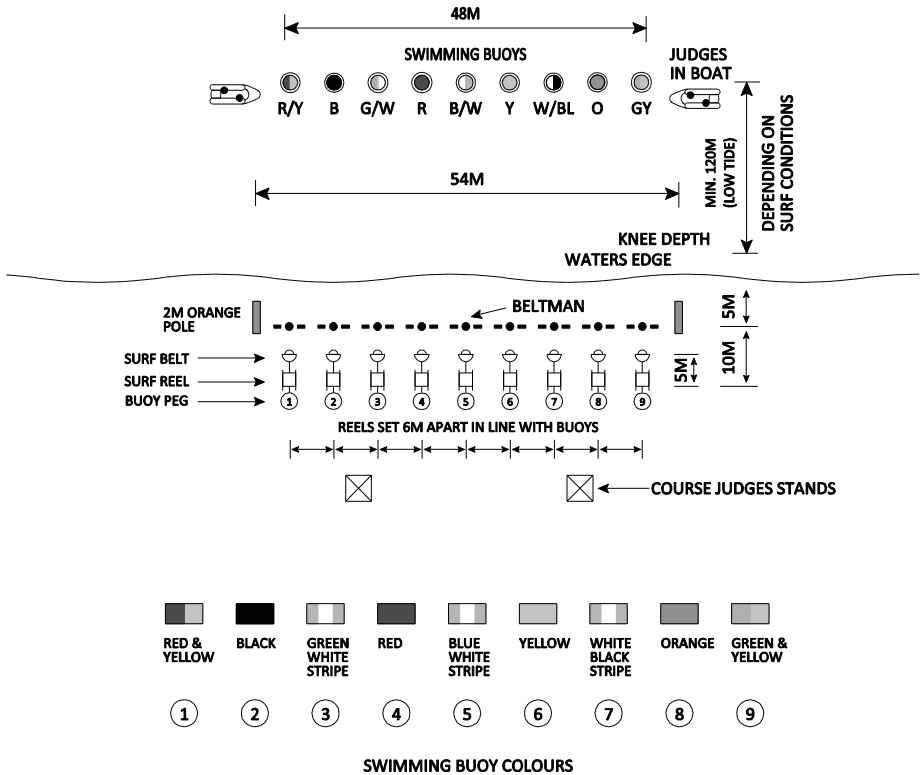 48M
SWIMMING BUOYS
JUDGES
IN BOAT
R/Y B G/W R B/W Y W/BL O GY
MIN. 120M
(LOW TIDE)
DEPENDING ON
SURF CONDITIONS
54M
KNEE DEPTH
WATERS EDGE
2M ORANGE
POLE
BELTMAN
5M
SURF BELT
SURF REEL
BUOY PEG
5M
10M
1 2 3 4 5 6 7 8 9
REELS SET 6M APART IN LINE WITH BUOYS
COURSE JUDGES STANDS
RED &
YELLOW
BLACK
GREEN
WHITE
STRIPE
RED
BLUE
WHITE
STRIPE
YELLOW
WHITE
BLACK
STRIPE
ORANGE
GREEN &
YELLOW
1 2 3 4 5 6 7 8 9
SWIMMING BUOY COLOURS